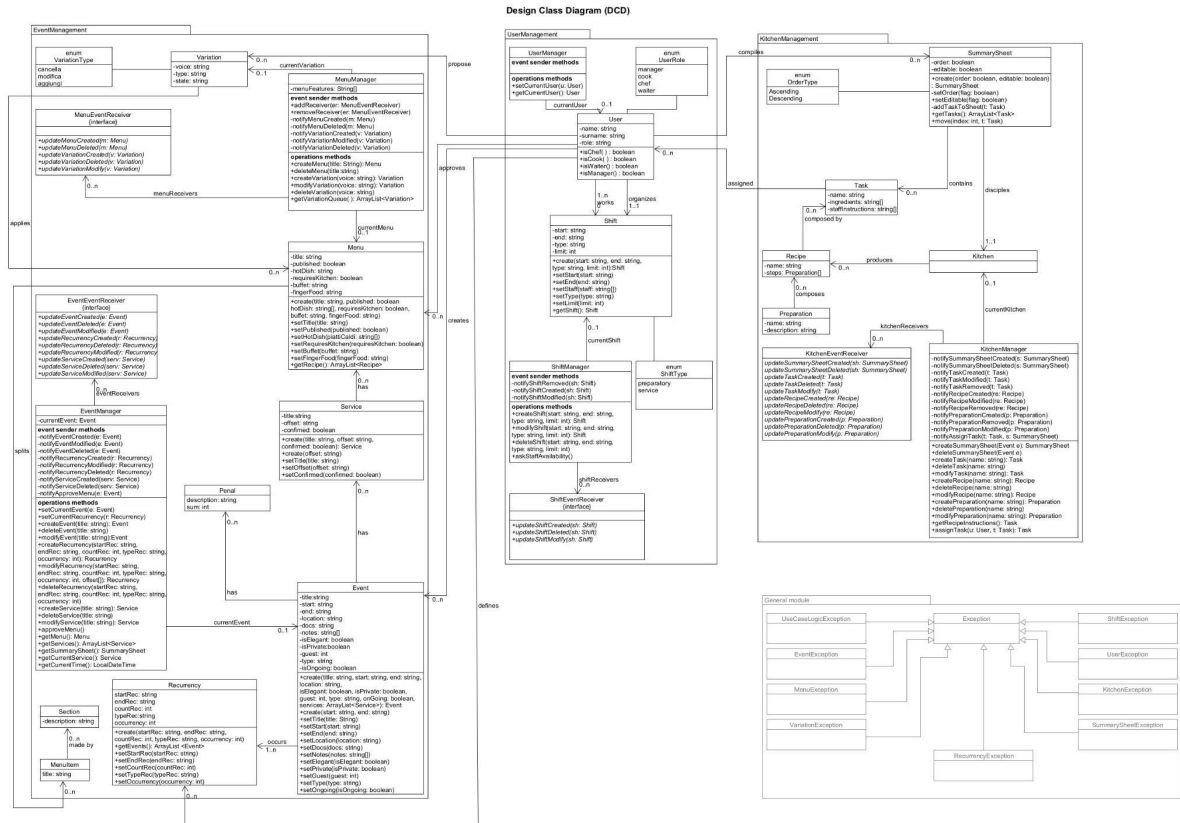 Design Class Diagram (DCD)
EventManagement
enum
VariationType
cancella
modifica
aggiungi
Variation
-voice: string
-type: string
-state: string
0..n
currentVariation
0..1
propose
MenuManager
-menuFeatures: String[]
event sender methods
+addReceiver(er: MenuEventReceiver)
+removeReceiver(er: MenuEventReceiver)
-notifyMenuCreated(m: Menu)
-notifyMenuDeleted(m: Menu)
-notifyVariationCreated(v: Variation)
-notifyVariationModified(v: Variation)
-notifyVariationDeleted(v: Variation)
operations methods
+createMenu(title: String): Menu
+deleteMenu(title:string)
+createVariation(voice: string): Variation
+modifyVariation(voice: string): Variation
+deleteVariation(voice: string)
+getVariationQueue( ): ArrayList<Variation>
MenuEventReceiver
{interface}
+updateMenuCreated(m: Menu)
+updateMenuDeleted(m: Menu)
+updateVariationCreated(v: Variation)
+updateVariationDeleted(v: Variation)
+updateVariationModify(v: Variation)
0..n
menuReceivers
approves
applies
currentMenu
0..1
Menu
-title: string
-published: boolean
-hotDish: string
-requiresKitchen: boolean
-buffet: string
-fingerFood: string
+create(title: string, published: boolean
hotDish: string[], requiresKitchen: boolean,
buffet: string, fingerFood: string)
+setTitle(title: string)
+setPublished(published: boolean)
+setHotDish(piattiCaldi: string[])
+setRequiresKitchen(requiresKitchen: boolean)
+setBuffet(buffet: string)
+setFingerFood(fingerFood: string)
+getRecipe(): ArrayList<Recipe>
0..n
0..n
creates
0..n
has
EventEventReceiver
{interface}
+updateEventCreated(e: Event)
+updateEventDeleted(e: Event)
+updateEventModified(e: Event)
+updateRecurrencyCreated(r: Recurrency)
+updateRecurrencyDeleted(r: Recurrency)
+updateRecurrencyModified(r: Recurrency)
+updateServiceCreated(serv: Service)
+updateServiceDeleted(serv: Service)
+updateServiceModified(serv: Service)
0..n
eventReceivers
EventManager
-currentEvent: Event
event sender methods
-notifyEventCreated(e: Event)
-notifyEventModified(e: Event)
-notifyEventDeleted(e: Event)
-notifyRecurrencyCreated(r: Recurrency)
-notifyRecurrencyModified(r: Recurrency)
-notifyRecurrencyDeleted(r: Recurrency)
-notifyServiceCreated(serv: Service)
-notifyServiceDeleted(serv: Service)
-notifyApproveMenu(e: Event)
operations methods
+setCurrentEvent(e: Event)
+setCurrentRecurrency(r: Recurrency)
+createEvent(title: string): Event
+deleteEvent(title: string)
+modifyEvent(title: string):Event
+createRecurrency(startRec: string,
endRec: string, countRec: int, typeRec: string,
occurrency: int): Recurrency
+modifyRecurrency(startRec: string,
endRec: string, countRec: int, typeRec: string,
occurrency: int, offset[]): Recurrency
+deleteRecurrency(startRec: string,
endRec: string, countRec: int, typeRec: string,
occurrency: int)
+createService(title: string): Service
+deleteService(title: string)
+modifyService(title: string): Service
+approveMenu()
+getMenu(): Menu
+getServices(): ArrayList<Service>
+getSummarySheet(): SummarySheet
+getCurrentService(): Service
+getCurrentTime(): LocalDateTime
splits
Service
-title:string
-offset: string
-confirmed: boolean
+create(title: string, offset: string,
confirmed: boolean): Service
+create(offset: string)
+setTitle(title: string)
+setOffset(offset: string)
+setConfirmed(confirmed: boolean)
0..n
has
Penal
description: string
sum: int
0..n
has
currentEvent
0..1
0..n
Event
-title:string
-start: string
-end: string
-location: string
-docs: string
-notes: string[]
-isElegant: boolean
-isPrivate:boolean
-guest: int
-type: string
-isOngoing: boolean
+create(title: string, start: string, end: string,
location: string,
isElegant: boolean, isPrivate: boolean,
guest: int, type: string, onGoing: boolean,
services: ArrayList<Service>): Event
+create(start: string, end: string)
+setTitle(title: String)
+setStart(start: string)
+setEnd(end: string)
+setLocation(location: string)
+setDocs(docs: string)
+setNotes(notes: string[])
+setElegant(isElegant: boolean)
+setPrivate(isPrivate: boolean)
+setGuest(guest: int)
+setType(type: string)
+setOngoing(isOngoing: boolean)
defines
occurs
1..n
Recurrency
startRec: string
endRec: string
countRec: int
typeRec:string
occurrency: int
+create(startRec: string, endRec: string,
countRec: int, typeRec: string, occurrency: int)
+getEvents(): ArrayList <Event>
+setStartRec(startRec: string)
+setEndRec(endRec: string)
+setCountRec(countRec: int)
+setTypeRec(typeRec: string)
+setOccurrency(occurrency: int)
0..n
Section
-description: string
0..n
made by
MenuItem
title: string
0..n
UserManagement
UserManager
event sender methods
operations methods
+setCurrentUser(u: User)
+getCurrentUser(): User
enum
UserRole
manager
cook
chef
waiter
currentUser
0..1
User
-name: string
-surname: string
-role: string
+isChef( ) : boolean
+isCook( ) : boolean
+isWaiter() : boolean
+isManager() : boolean
1..n
works
organizes
1..1
Shift
-start: string
-end: string
-type: string
-limit: int
+create(start: string, end: string,
type: string, limit: int):Shift
+setStart(start: string)
+setEnd(end: string)
+setStaff(staff: string[])
+setType(type: string)
+setLimit(limit: int)
+getShift(): Shift
0..1
currentShift
ShiftManager
event sender methods
-notifyShiftRemoved(sh: Shift)
-notifyShiftCreated(sh: Shift)
-notifyShiftModified(sh: Shift)
operations methods
+createShift(start: string, end: string,
type: string, limit: int): Shift
+modifyShift(start: string, end: string,
type: string, limit: int): Shift
+deleteShift(start: string, end: string,
type: string, limit: int)
+askStaffAvailability()
enum
ShiftType
preparatory
service
shiftReceivers
0..n
ShiftEventReceiver
{interface}
+updateShiftCreated(sh: Shift)
+updateShiftDeleted(sh: Shift)
+updateShiftModify(sh: Shift)
compiles
assigned
KitchenManagement
enum
OrderType
Ascending
Descending
0..n
SummarySheet
-order: boolean
-editable: boolean
+create(order: boolean, editable: boolean)
: SummarySheet
-setOrder(flag: boolean)
-setEditable(flag: boolean)
-addTaskToSheet(t: Task)
+getTasks(): ArrayList<Task>
+move(index: int, t: Task)
contains
disciples
1..1
0..n
Task
-name: string
-ingredients: string[]
-staffInstructions: string[]
0..n
composed by
Recipe
-name: string
-steps: Preparation[]
0..n
produces
Kitchen
0..n
composes
Preparation
-name: string
-description: string
currentKitchen
kitchenReceivers
0..n
KitchenEventReceiver
updateSummarySheetCreated(sh: SummarySheet)
updateSummarySheetDeleted(sh: SummarySheet)
updateTaskCreated(t: Task)
updateTaskDeleted(t: Task)
updateTaskModify(t: Task)
updateRecipeCreated(re: Recipe)
updateRecipeDeleted(re: Recipe)
updateRecipeModify(re: Recipe)
updatePreparationCreated(p: Preparation)
updatePreparationDeleted(p: Preparation)
updatePreparationModify(p: Preparation)
KitchenManager
-notifySummarySheetCreated(s: SummarySheet)
-notifySummarySheetDeleted(s: SummarySheet)
-notifyTaskCreated(t: Task)
-notifyTaskModified(t: Task)
-notifyTaskRemoved(t: Task)
-notifyRecipeCreated(re: Recipe)
-notifyRecipeModified(re: Recipe)
-notifyRecipeRemoved(re: Recipe)
-notifyPreparationCreated(p: Preparation)
-notifyPreparationRemoved(p: Preparation)
-notifyPreparationModified(p: Preparation)
-notifyAssignTask(t: Task, s: SummarySheet)
+createSummarySheet(Event e): SummarySheet
+deleteSummarySheet(Event e)
+createTask(name: string): Task
+deleteTask(name: string)
+modifyTask(name: string): Task
+createRecipe(name: string): Recipe
+deleteRecipe(name: string)
+modifyRecipe(name: string): Recipe
+createPreparation(name: string): Preparation
+deletePreparation(name: string)
+modifyPreparation(name: string): Preparation
+getRecipeInstructions(): Task
+assignTask(u: User, t: Task): Task
General module
UseCaseLogicException
Exception
ShiftException
EventException
UserException
MenuException
KitchenException
VariationException
SummarySheetException
RecurrencyException